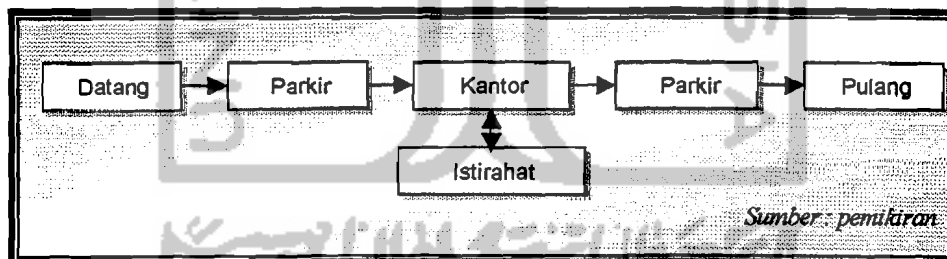 Datang Parkir Kantor Parkir Pulang
Istirahat
Sumber : pemikiran